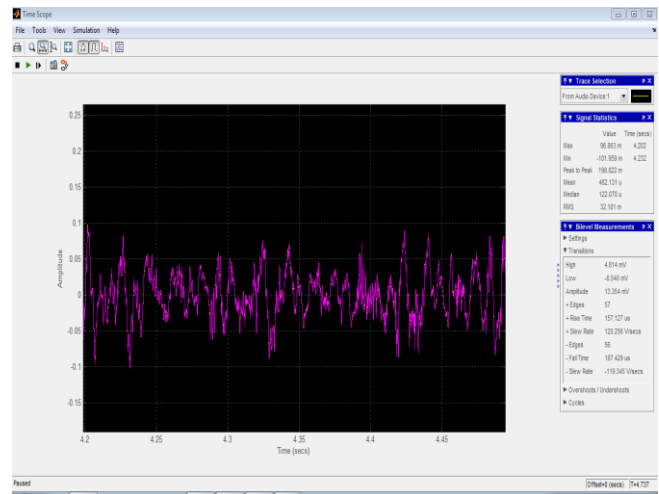 Time Scope
File Tools View Simulation Help
Trace Selection
From Audio Device:1
Signal Statistics
Value Time (secs)
Max 96.863 m 4.202
Min -101.959 m 4.232
Peak to Peak 198.822 m
Mean 482.131 u
Median 122.070 u
RMS 32.181 m
Bilevel Measurements
Settings
Transitions
High 4.814 mV
Low -8.540 mV
Amplitude 13.354 mV
+ Edges 57
+ Rise Time 157.127 us
+ Slew Rate 120.256 V/secs
- Edges 56
- Fall Time 187.429 us
- Slew Rate -119.345 V/secs
Overshoots / Undershoots
Cycles
0.25
0.2
0.15
0.1
0.05
0
-0.05
-0.1
-0.15
Amplitude
4.2 4.25 4.3 4.35 4.4 4.45
Time (secs)
Paused
Offset=0 (secs) T=4.737